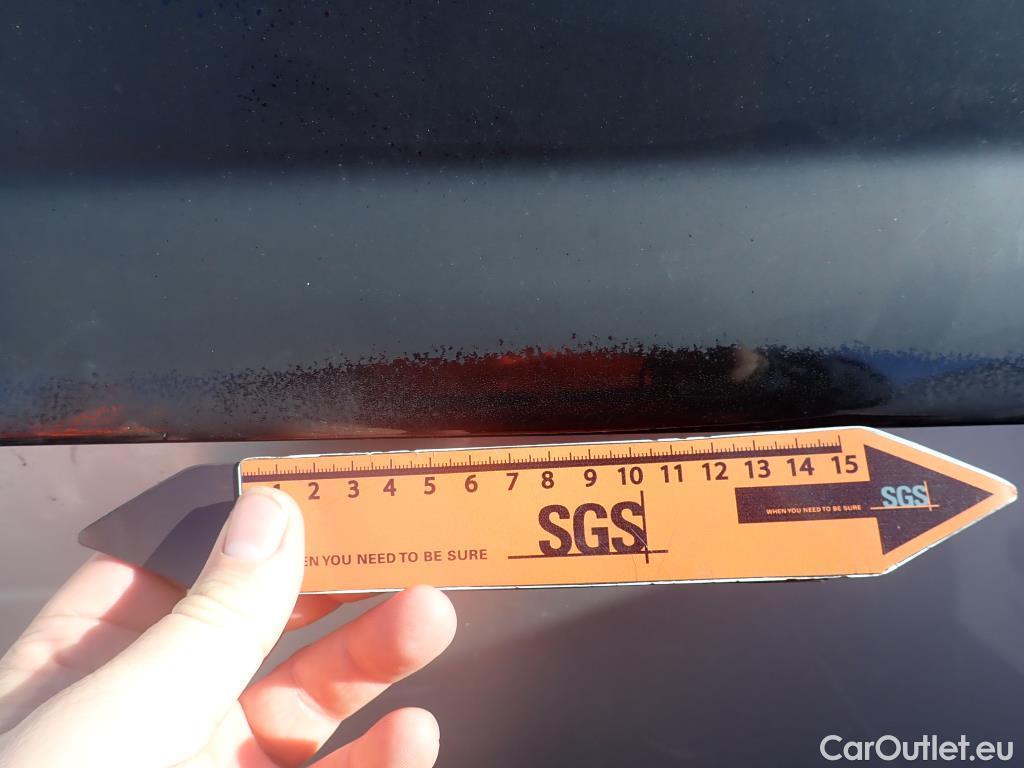 1 2 3 4 5 6 7 8 9 10 11 12 13 14 15
SGS
WHEN YOU NEED TO BE SURE
SGS
EN YOU NEED TO BE SURE
CarOutlet.eu